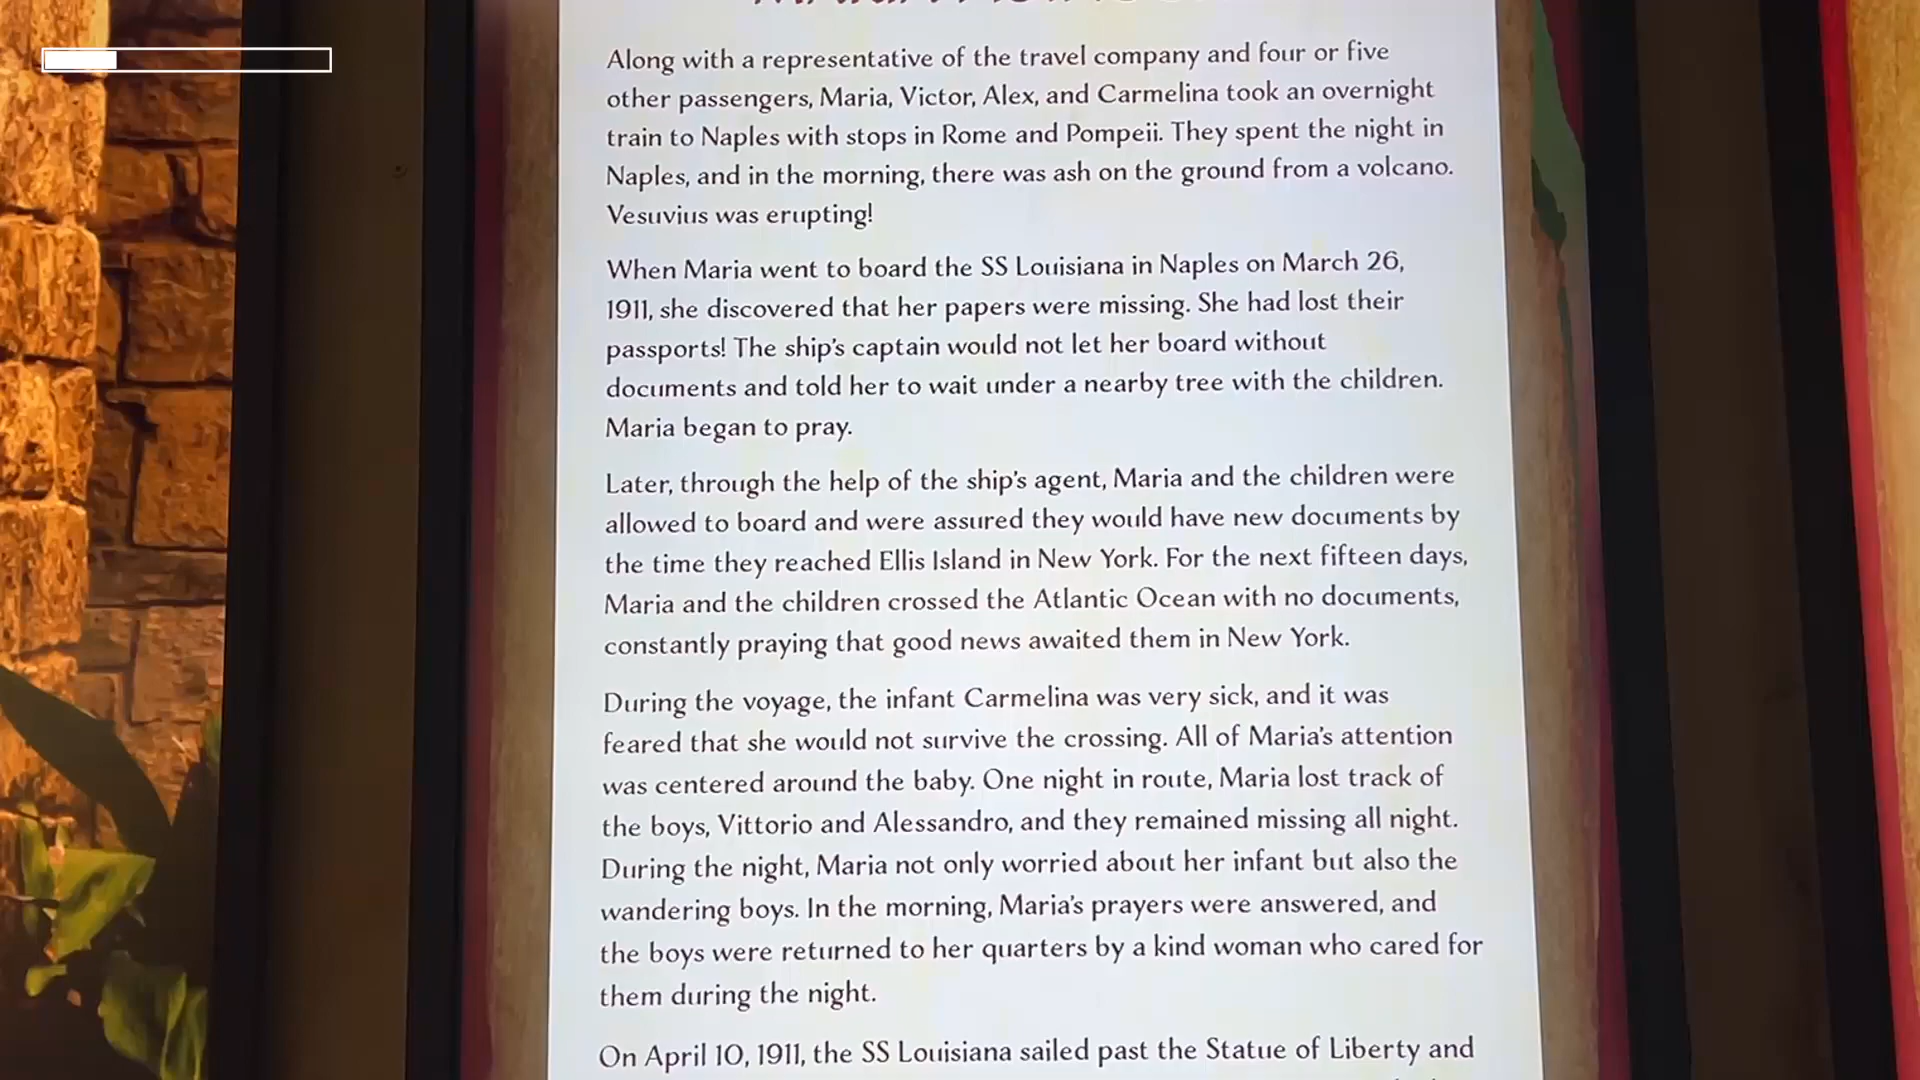 Along with a representative of the travel company and four or five
other passengers, Maria, Victor, Alex, and Carmelina took an overnight
train to Naples with stops in Rome and Pompeii. They spent the night in
Naples, and in the morning, there was ash on the ground from a volcano.
Vesuvius was erupting!
When Maria went to board the SS Louisiana in Naples on March 26,
1911, she discovered that her papers were missing. She had lost their
passports! The ship's captain would not let her board without
documents and told her to wait under a nearby tree with the children.
Maria began to pray.
Later, through the help of the ship's agent, Maria and the children were
allowed to board and were assured they would have new documents by
the time they reached Ellis Island in New York. For the next fifteen days,
Maria and the children crossed the Atlantic Ocean with no documents,
constantly praying that good news awaited them in New York.
During the voyage, the infant Carmelina was very sick, and it was
feared that she would not survive the crossing. All of Maria's attention
was centered around the baby. One night in route, Maria lost track of
the boys, Vittorio and Alessandro, and they remained missing all night.
During the night, Maria not only worried about her infant but also the
wandering boys. In the morning, Maria's prayers were answered, and
the boys were returned to her quarters by a kind woman who cared for
them during the night.
On April 10, 1911, the SS Louisiana sailed past the Statue of Liberty and